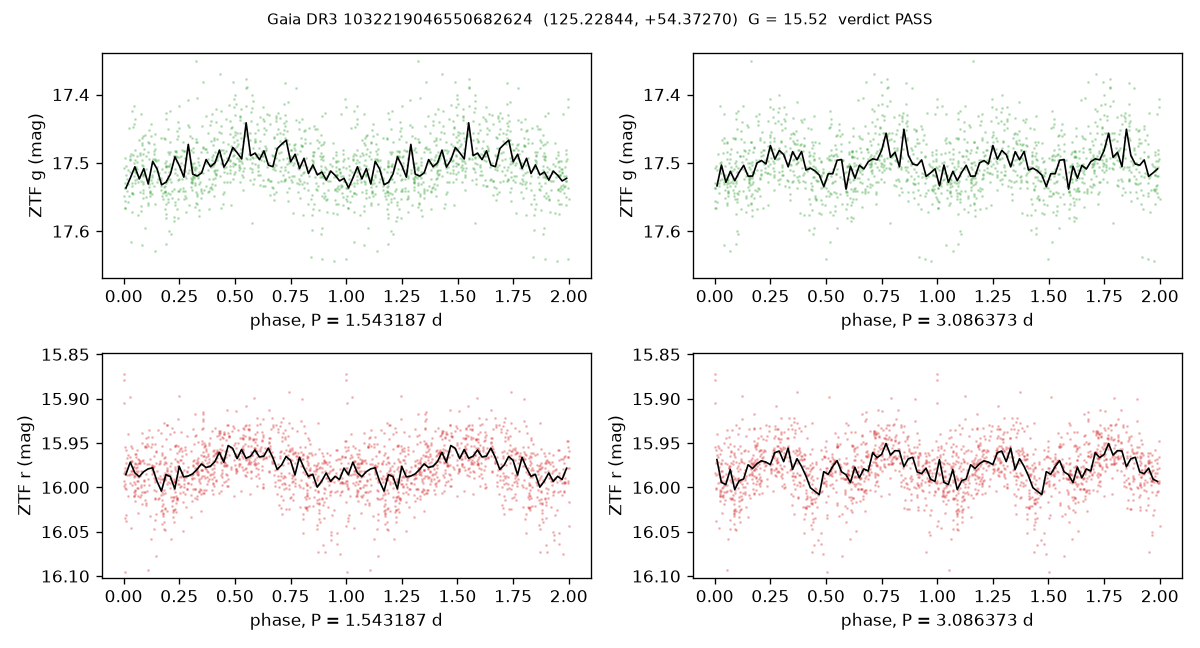 Gaia DR3 1032219046550682624 (125.22844, +54.37270) G = 15.52 verdict PASS
ZTF g (mag)
17.4
17.5
17.6
0.00 0.25 0.50 0.75 1.00 1.25 1.50 1.75 2.00
phase, P = 1.543187 d
ZTF g (mag)
17.4
17.5
17.6
0.00 0.25 0.50 0.75 1.00 1.25 1.50 1.75 2.00
phase, P = 3.086373 d
ZTF r (mag)
15.85
15.90
15.95
16.00
16.05
16.10
0.00 0.25 0.50 0.75 1.00 1.25 1.50 1.75 2.00
phase, P = 1.543187 d
ZTF r (mag)
15.85
15.90
15.95
16.00
16.05
16.10
0.00 0.25 0.50 0.75 1.00 1.25 1.50 1.75 2.00
phase, P = 3.086373 d